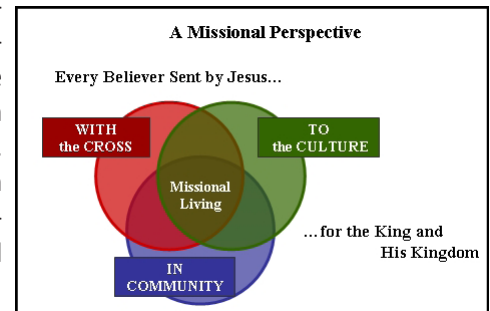 A Missional Perspective
Every Believer Sent by Jesus...
WITH
the CROSS
TO
the CULTURE
Missional
Living
...for the King and
His Kingdom
IN
COMMUNITY